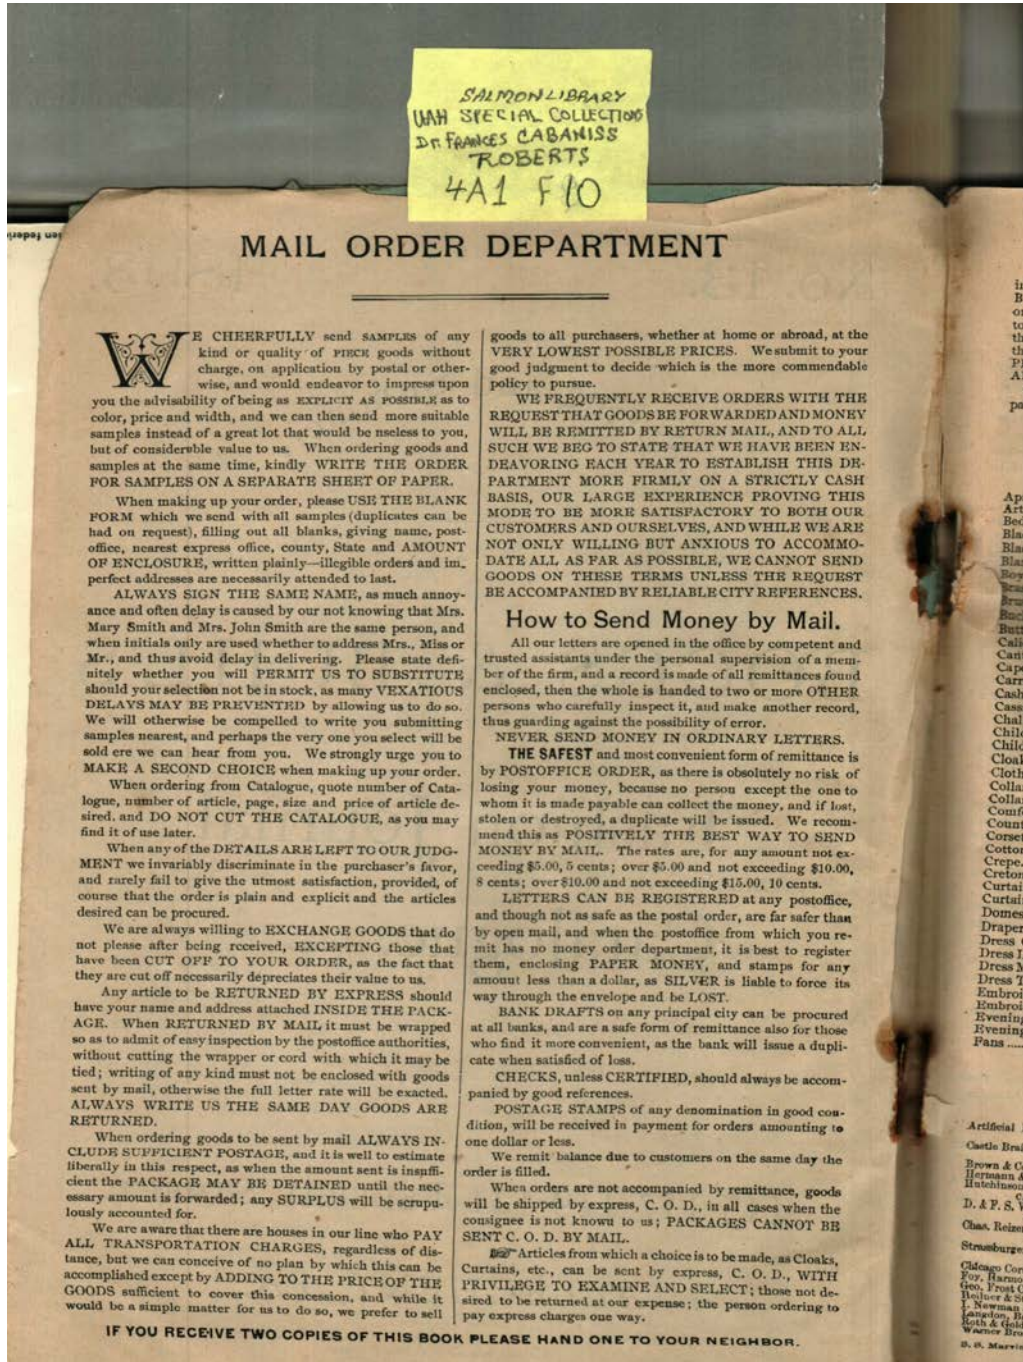 SALMON LIBRARY
UAH SPECIAL COLLECTIONS
Dr. FRANCES CABANISS
ROBERTS
4A1 F10
MAIL ORDER DEPARTMENT
WE CHEERFULLY send SAMPLES of any
kind or quality of PIECE goods without
charge, on application by postal or other-
wise, and would endeavor to impress upon
you the advisability of being as EXPLICIT AS POSSIBLE as to
color, price and width, and we can then send more suitable
samples instead of a great lot that would be nseless to you,
but of considerable value to us. When ordering goods and
samples at the same time, kindly WRITE THE ORDER
FOR SAMPLES ON A SEPARATE SHEET OF PAPER.
When making up your order, please USE THE BLANK
FORM which we send with all samples (duplicates can be
had on request), filling out all blanks, giving name, post-
office, nearest express office, county, State and AMOUNT
OF ENCLOSURE, written plainly—illegible orders and im-
perfect addresses are necessarily attended to last.
ALWAYS SIGN THE SAME NAME, as much annoy-
ance and often delay is caused by our not knowing that Mrs.
Mary Smith and Mrs. John Smith are the same person, and
when initials only are used whether to address Mrs., Miss or
Mr., and thus avoid delay in delivering. Please state defi-
nitely whether you will PERMIT US TO SUBSTITUTE
should your selection not be in stock, as many VEXATIOUS
DELAYS MAY BE PREVENTED by allowing us to do so.
We will otherwise be compelled to write you submitting
samples nearest, and perhaps the very one you select will be
sold ere we can hear from you. We strongly urge you to
MAKE A SECOND CHOICE when making up your order.
When ordering from Catalogue, quote number of Cata-
logue, number of article, page, size and price of article de-
sired. and DO NOT CUT THE CATALOGUE, as you may
find it of use later.
When any of the DETAILS ARE LEFT TO OUR JUDG-
MENT we invariably discriminate in the purchaser's favor,
and rarely fail to give the utmost satisfaction, provided, of
course that the order is plain and explicit and the articles
desired can be procured.
We are always willing to EXCHANGE GOODS that do
not please after being received, EXCEPTING those that
have been CUT OFF TO YOUR ORDER, as the fact that
they are cut off necessarily depreciates their value to us.
Any article to be RETURNED BY EXPRESS should
have your name and address attached INSIDE THE PACK-
AGE. When RETURNED BY MAIL it must be wrapped
so as to admit of easy inspection by the postoffice authorities,
without cutting the wrapper or cord with which it may be
tied; writing of any kind must not be enclosed with goods
sent by mail, otherwise the full letter rate will be exacted.
ALWAYS WRITE US THE SAME DAY GOODS ARE
RETURNED.
When ordering goods to be sent by mail ALWAYS IN-
CLUDE SUFFICIENT POSTAGE, and it is well to estimate
liberally in this respect, as when the amount sent is insuffi-
cient the PACKAGE MAY BE DETAINED until the nec-
essary amount is forwarded; any SURPLUS will be scrupu-
lously accounted for.
We are aware that there are houses in our line who PAY
ALL TRANSPORTATION CHARGES, regardless of dis-
tance, but we can conceive of no plan by which this can be
accomplished except by ADDING TO THE PRICE OF THE
GOODS sufficient to cover this concession, and while it
would be a simple matter for us to do so, we prefer to sell
goods to all purchasers, whether at home or abroad, at the
VERY LOWEST POSSIBLE PRICES. We submit to your
good judgment to decide which is the more commendable
policy to pursue.
WE FREQUENTLY RECEIVE ORDERS WITH THE
REQUEST THAT GOODS BE FORWARDED AND MONEY
WILL BE REMITTED BY RETURN MAIL, AND TO ALL
SUCH WE BEG TO STATE THAT WE HAVE BEEN EN-
DEAVORING EACH YEAR TO ESTABLISH THIS DE-
PARTMENT MORE FIRMLY ON A STRICTLY CASH
BASIS, OUR LARGE EXPERIENCE PROVING THIS
MODE TO BE MORE SATISFACTORY TO BOTH OUR
CUSTOMERS AND OURSELVES, AND WHILE WE ARE
NOT ONLY WILLING BUT ANXIOUS TO ACCOMMO-
DATE ALL AS FAR AS POSSIBLE, WE CANNOT SEND
GOODS ON THESE TERMS UNLESS THE REQUEST
BE ACCOMPANIED BY RELIABLE CITY REFERENCES.
How to Send Money by Mail.
All our letters are opened in the office by competent and
trusted assistants under the personal supervision of a mem-
ber of the firm, and a record is made of all remittances found
enclosed, then the whole is handed to two or more OTHER
persons who carefully inspect it, and make another record,
thus guarding against the possibility of error.
NEVER SEND MONEY IN ORDINARY LETTERS.
THE SAFEST and most convenient form of remittance is
by POSTOFFICE ORDER, as there is absolutely no risk of
losing your money, because no person except the one to
whom it is made payable can collect the money, and if lost,
stolen or destroyed, a duplicate will be issued. We recom-
mend this as POSITIVELY THE BEST WAY TO SEND
MONEY BY MAIL. The rates are, for any amount not ex-
ceeding $5.00, 5 cents; over $5.00 and not exceeding $10.00,
8 cents; over $10.00 and not exceeding $15.00, 10 cents.
LETTERS CAN BE REGISTERED at any postoffice,
and though not as safe as the postal order, are far safer than
by open mail, and when the postoffice from which you re-
mit has no money order department, it is best to register
them, enclosing PAPER MONEY, and stamps for any
amount less than a dollar, as SILVER is liable to force its
way through the envelope and be LOST.
BANK DRAFTS on any principal city can be procured
at all banks, and are a safe form of remittance also for those
who find it more convenient, as the bank will issue a dupli-
cate when satisfied of loss.
CHECKS, unless CERTIFIED, should always be accom-
panied by good references.
POSTAGE STAMPS of any denomination in good con-
dition, will be received in payment for orders amounting to
one dollar or less.
We remit balance due to customers on the same day the
order is filled.
When orders are not accompanied by remittance, goods
will be shipped by express, C. O. D., in all cases when the
consignee is not known to us; PACKAGES CANNOT BE
SENT C. O. D. BY MAIL.
☞ Articles from which a choice is to be made, as Cloaks,
Curtains, etc., can be sent by express, C. O. D., WITH
PRIVILEGE TO EXAMINE AND SELECT; those not de-
sired to be returned at our expense; the person ordering to
pay express charges one way.
IF YOU RECEIVE TWO COPIES OF THIS BOOK PLEASE HAND ONE TO YOUR NEIGHBOR.